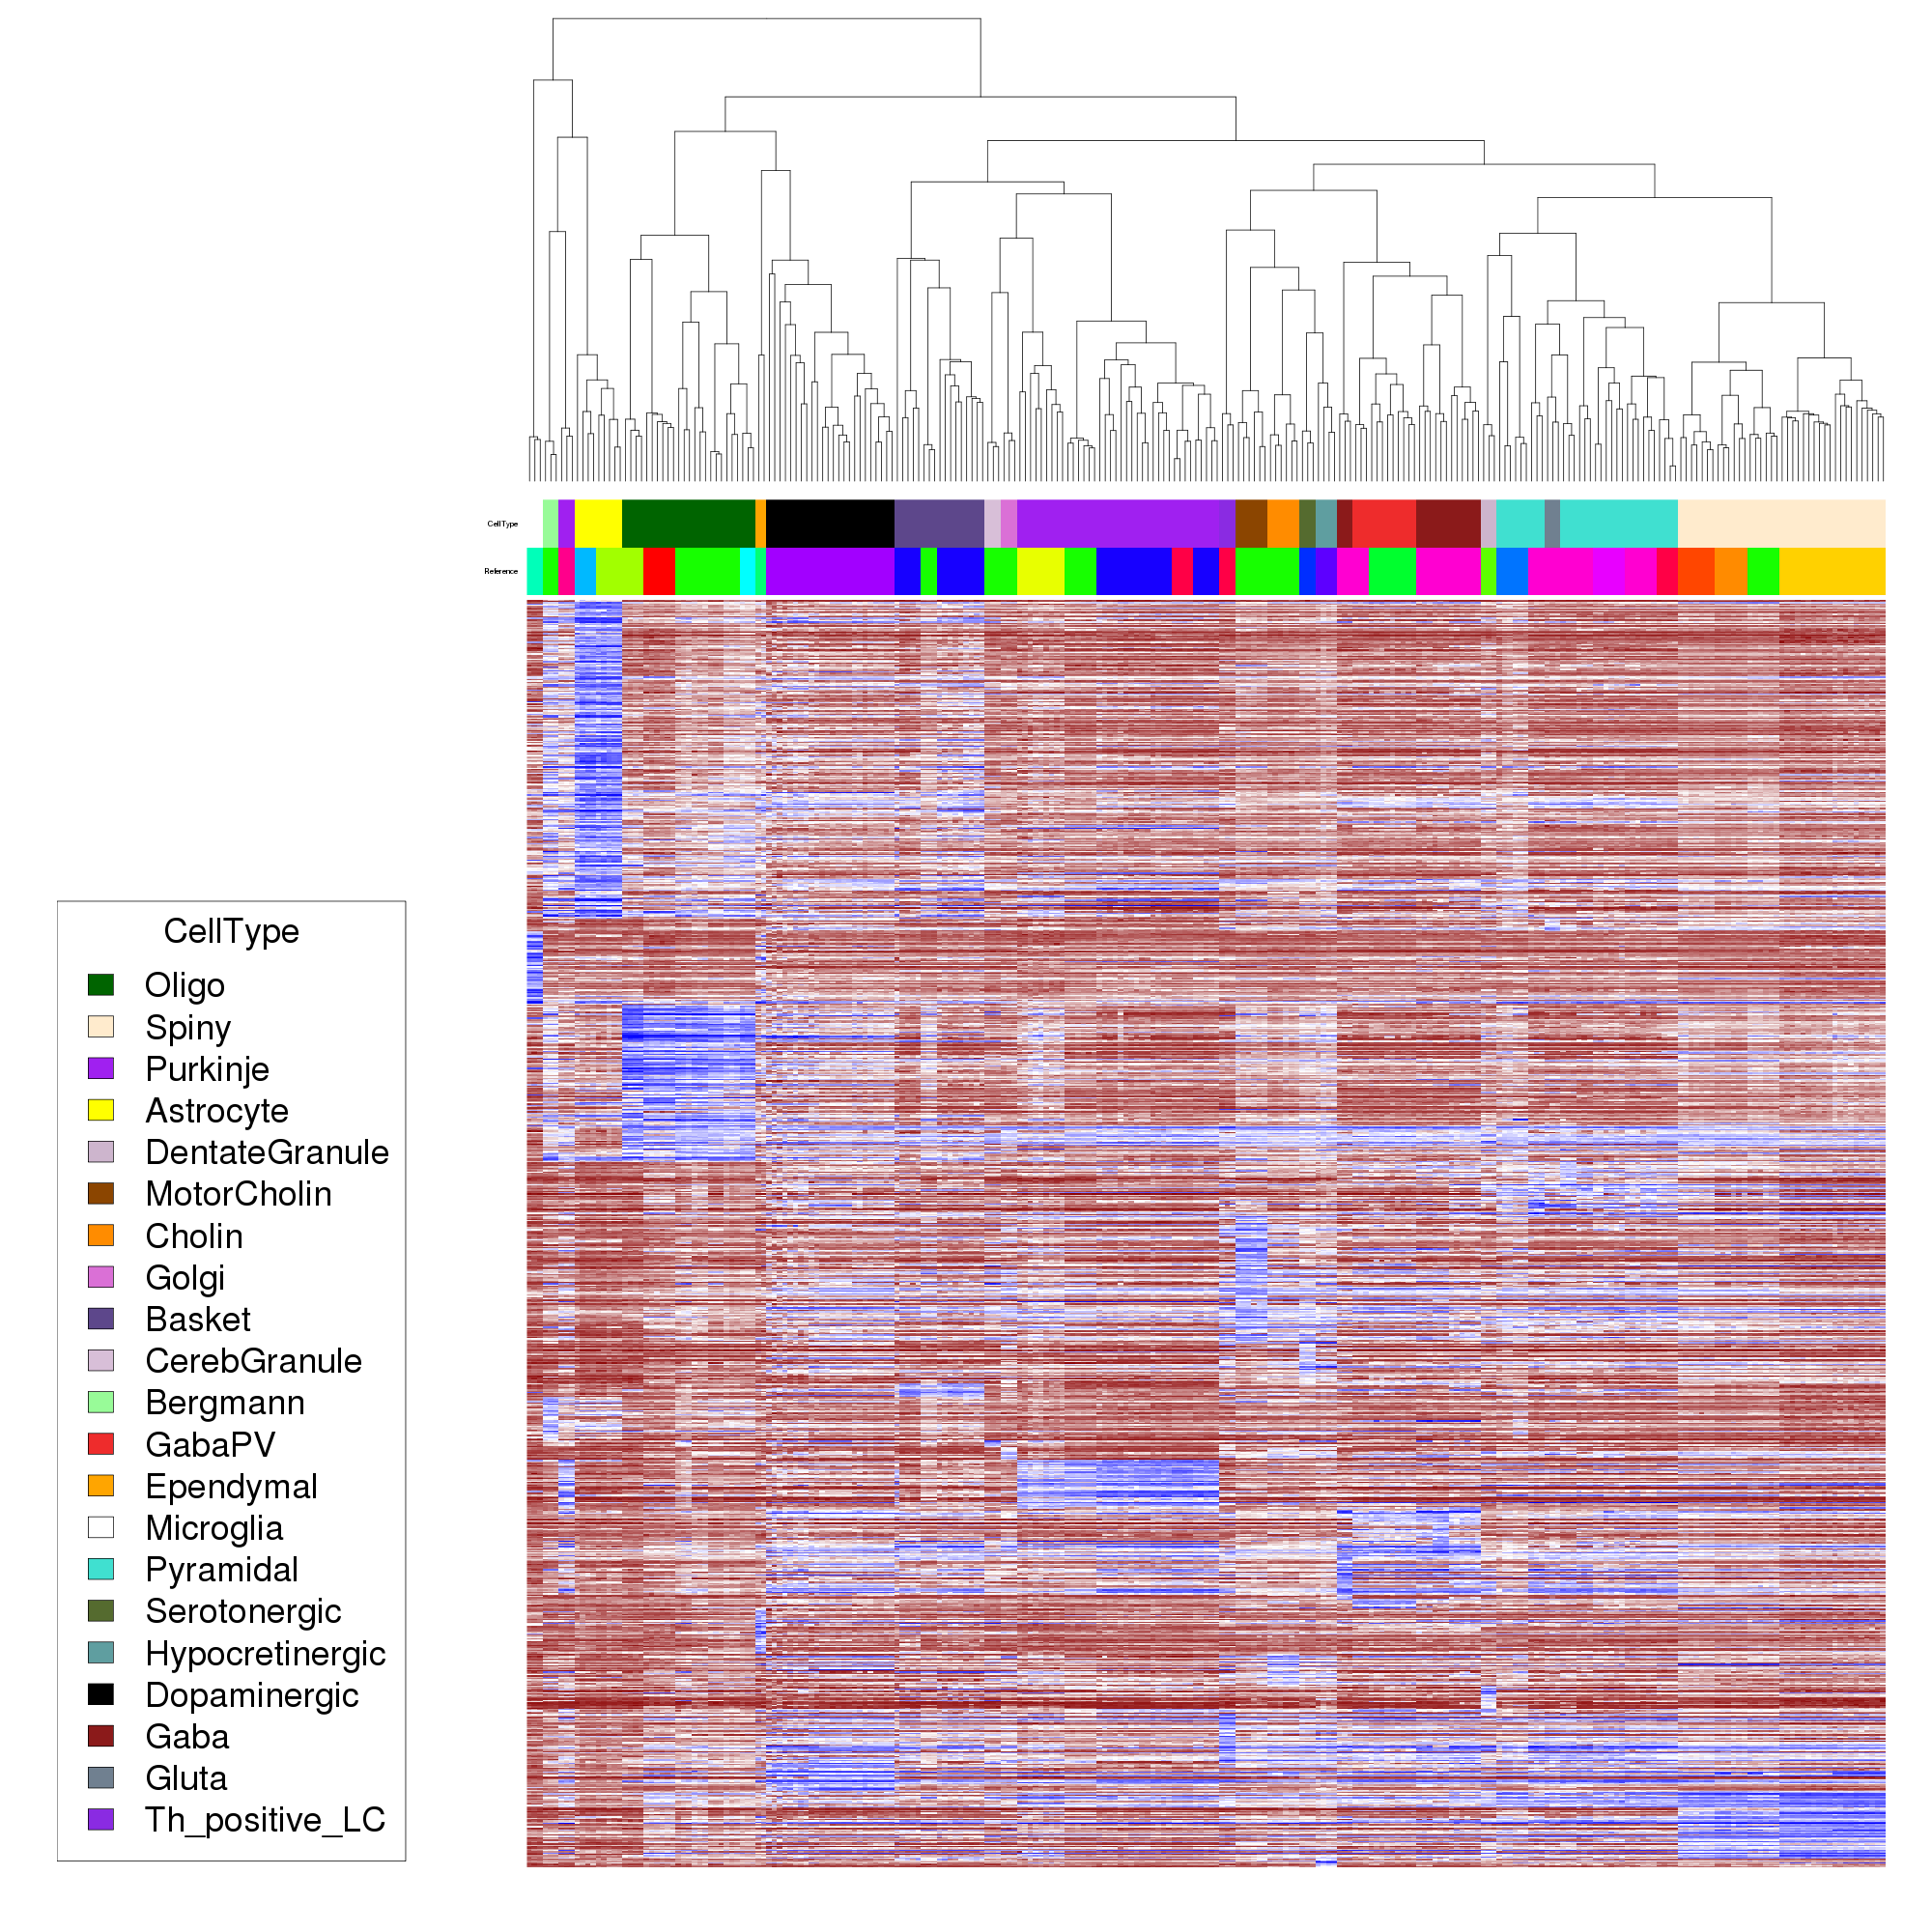 CellType
Reference
CellType
Oligo
Spiny
Purkinje
Astrocyte
DentateGranule
MotorCholin
Cholin
Golgi
Basket
CerebGranule
Bergmann
GabaPV
Ependymal
Microglia
Pyramidal
Serotonergic
Hypocretinergic
Dopaminergic
Gaba
Gluta
Th_positive_LC